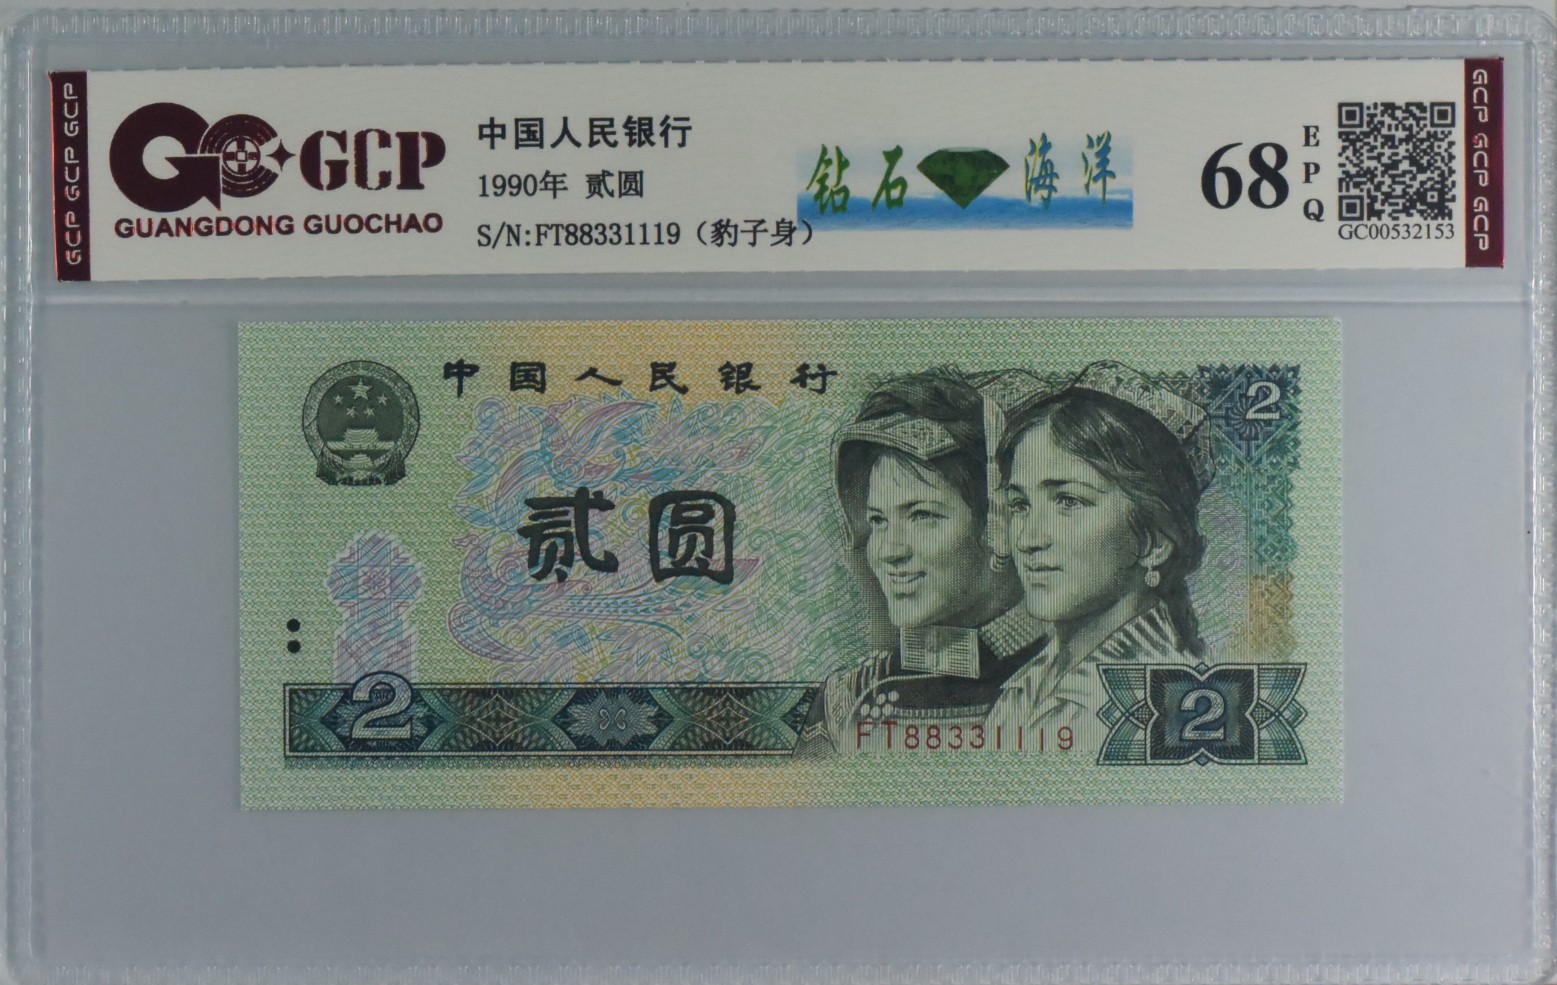 GCP GCP GCP
GCP
GUANGDONG GUOCHAO
中国人民银行
1990年 贰圆
S/N:FT88331119（豹子身）
钻石 海洋
68
E
P
Q
GC00532153
GCP GCP GCP
中国人民银行
2
贰圆
2
FT88331119
2